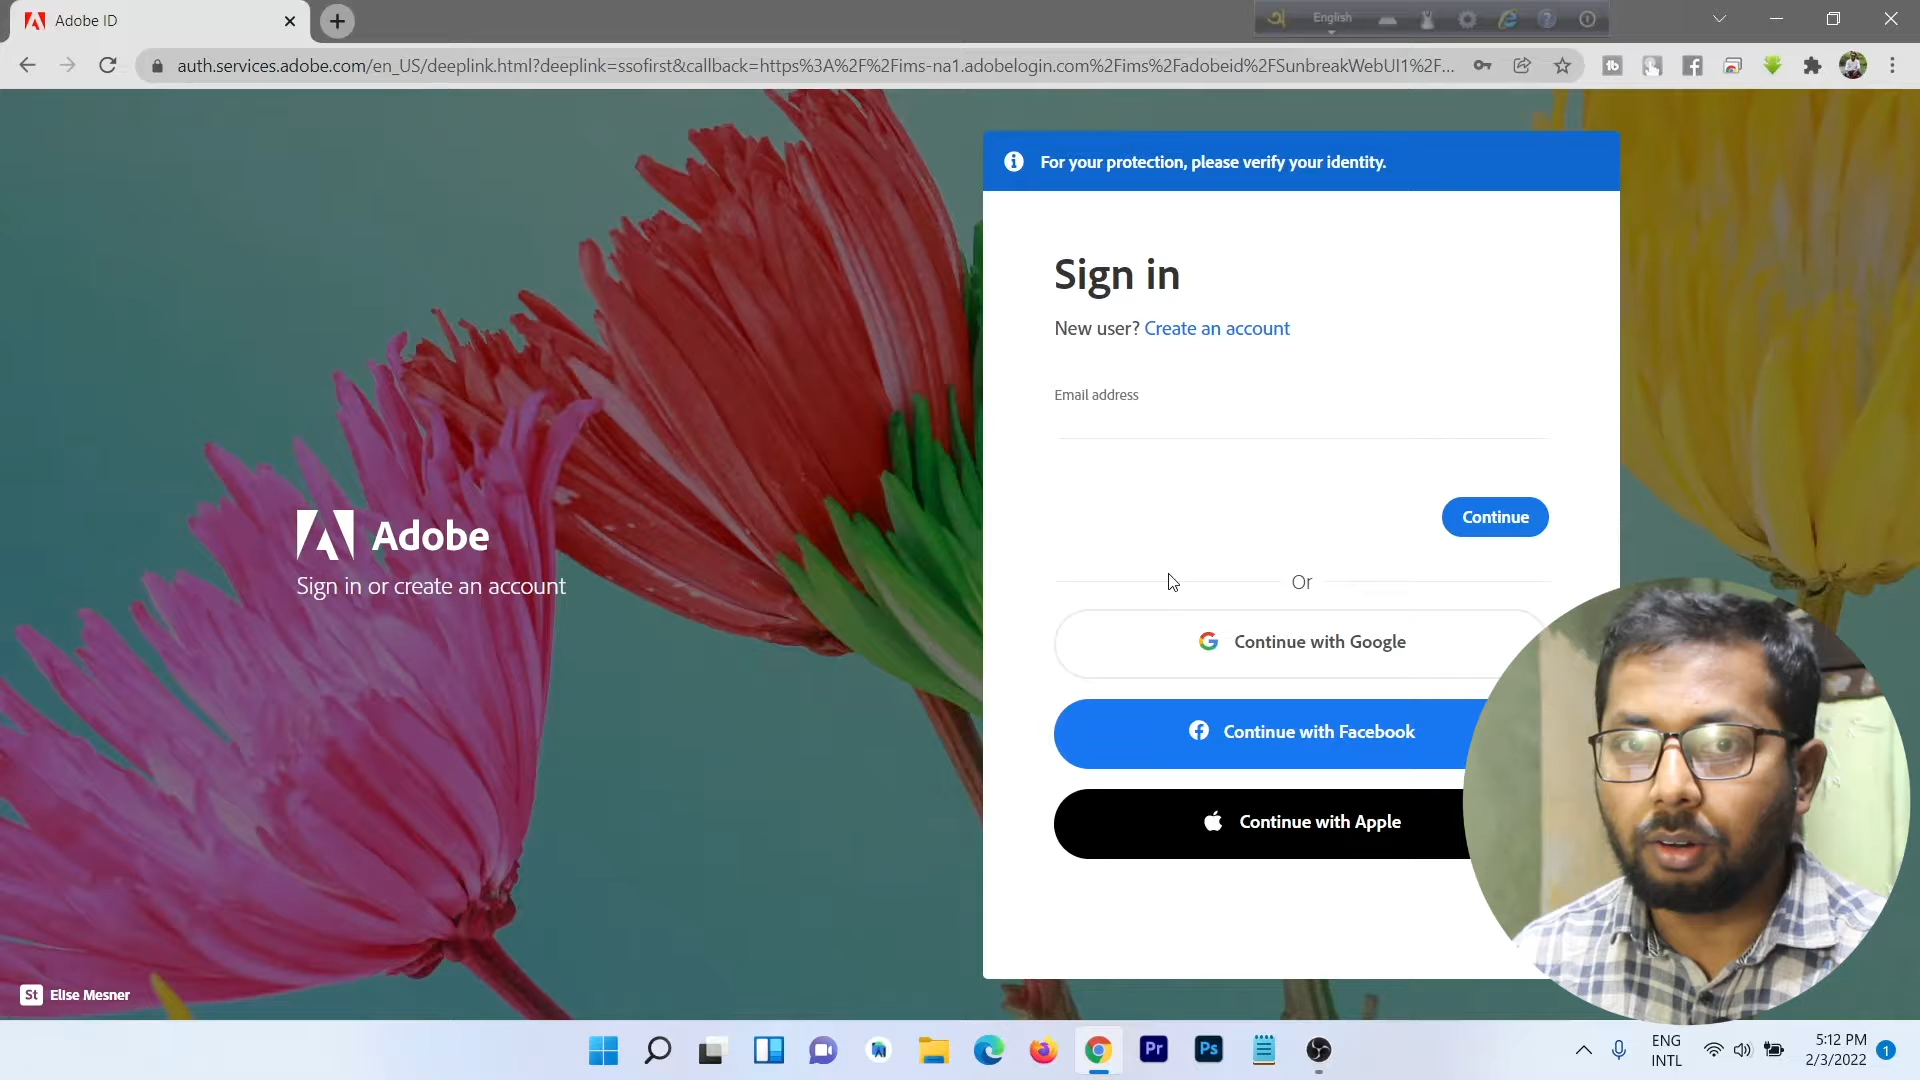 Adobe ID
English
auth.services.adobe.com/en_US/deeplink.html?deeplink=ssofirst&callback=https%3A%2F%2Fims-na1.adobelogin.com%2Fims%2Fadobeid%2FSunbreakWebUI1%2F...
For your protection, please verify your identity.
Sign in
New user? Create an account
Email address
Continue
Or
Continue with Google
Continue with Facebook
Continue with Apple
Adobe
Sign in or create an account
St Elise Mesner
Pr
Ps
ENG
INTL
5:12 PM
2/3/2022
1